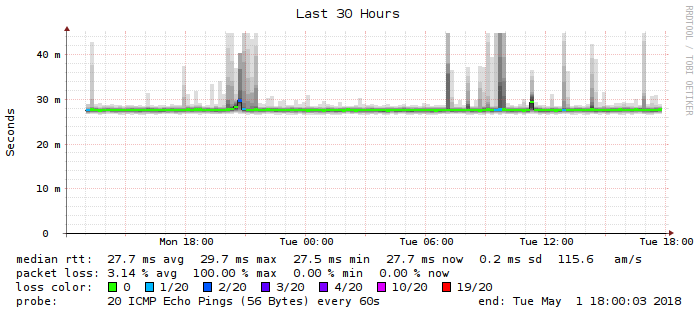 Last 30 Hours
RRDTOOL / TOBI OETIKER
Seconds
40 m
30 m
20 m
10 m
0
Mon 18:00 Tue 00:00 Tue 06:00 Tue 12:00 Tue 18:00
median rtt: 27.7 ms avg 29.7 ms max 27.5 ms min 27.7 ms now 0.2 ms sd 115.6 am/s
packet loss: 3.14 % avg 100.00 % max 0.00 % min 0.00 % now
loss color: 0 1/20 2/20 3/20 4/20 10/20 19/20
probe: 20 ICMP Echo Pings (56 Bytes) every 60s end: Tue May 1 18:00:03 2018